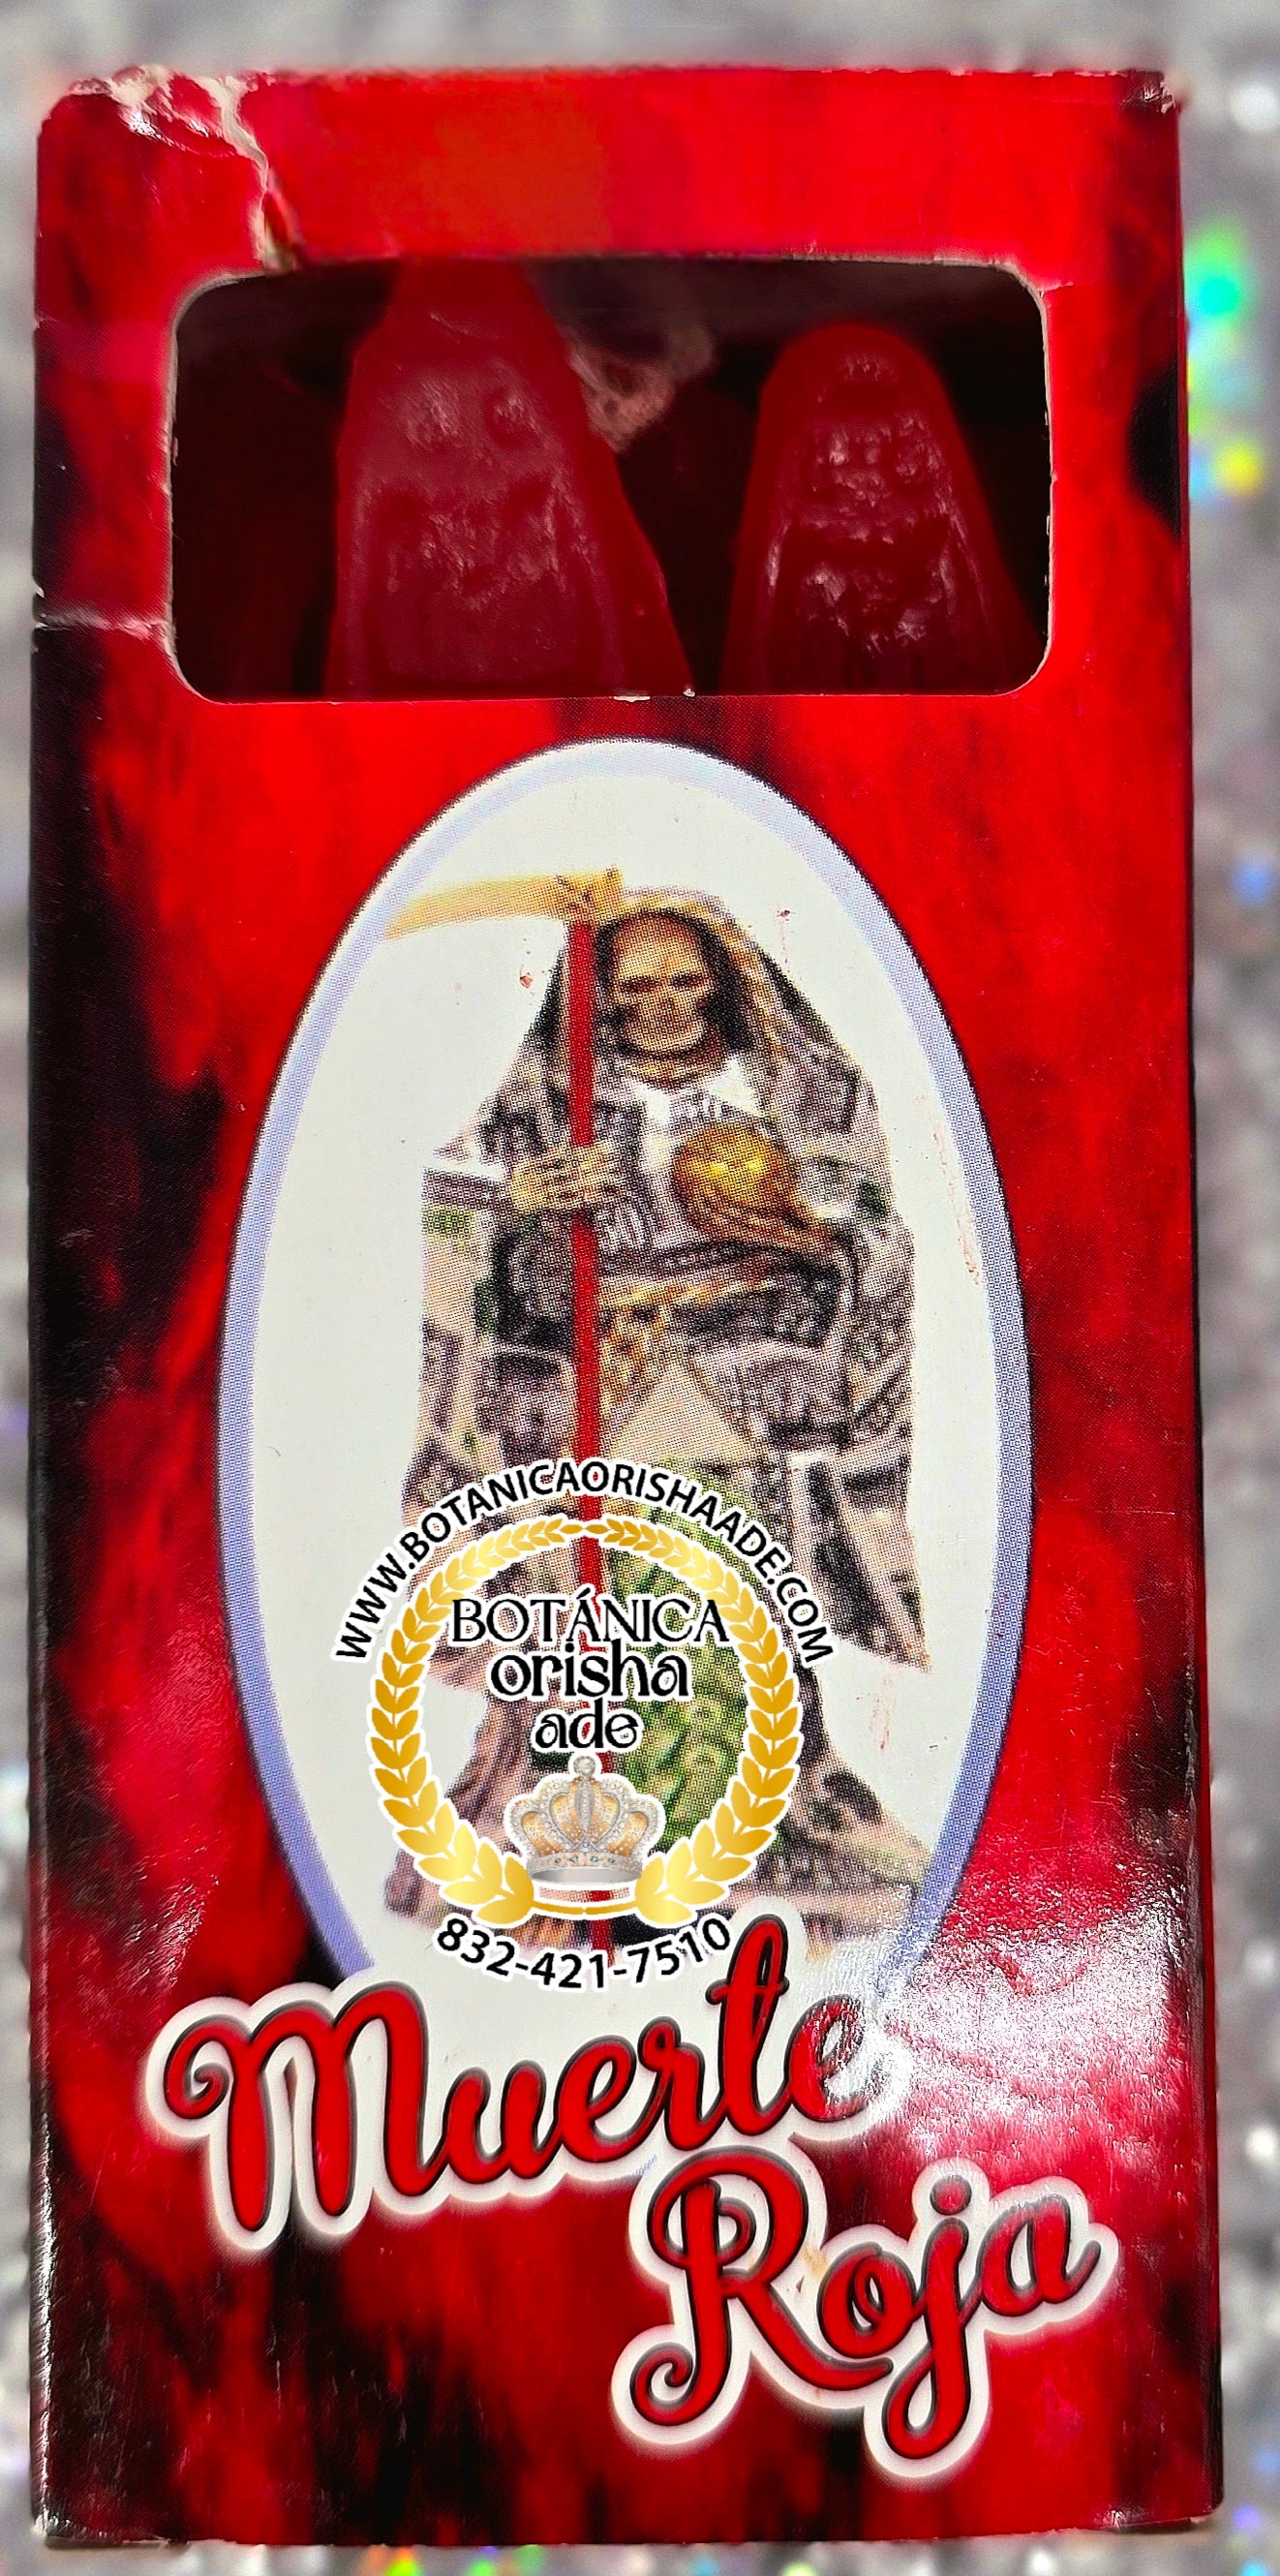 WWW.BOTANICAORISHAADE.COM
BOTÁNICA
orisha
ade
832-421-7510
Muerte
Roja